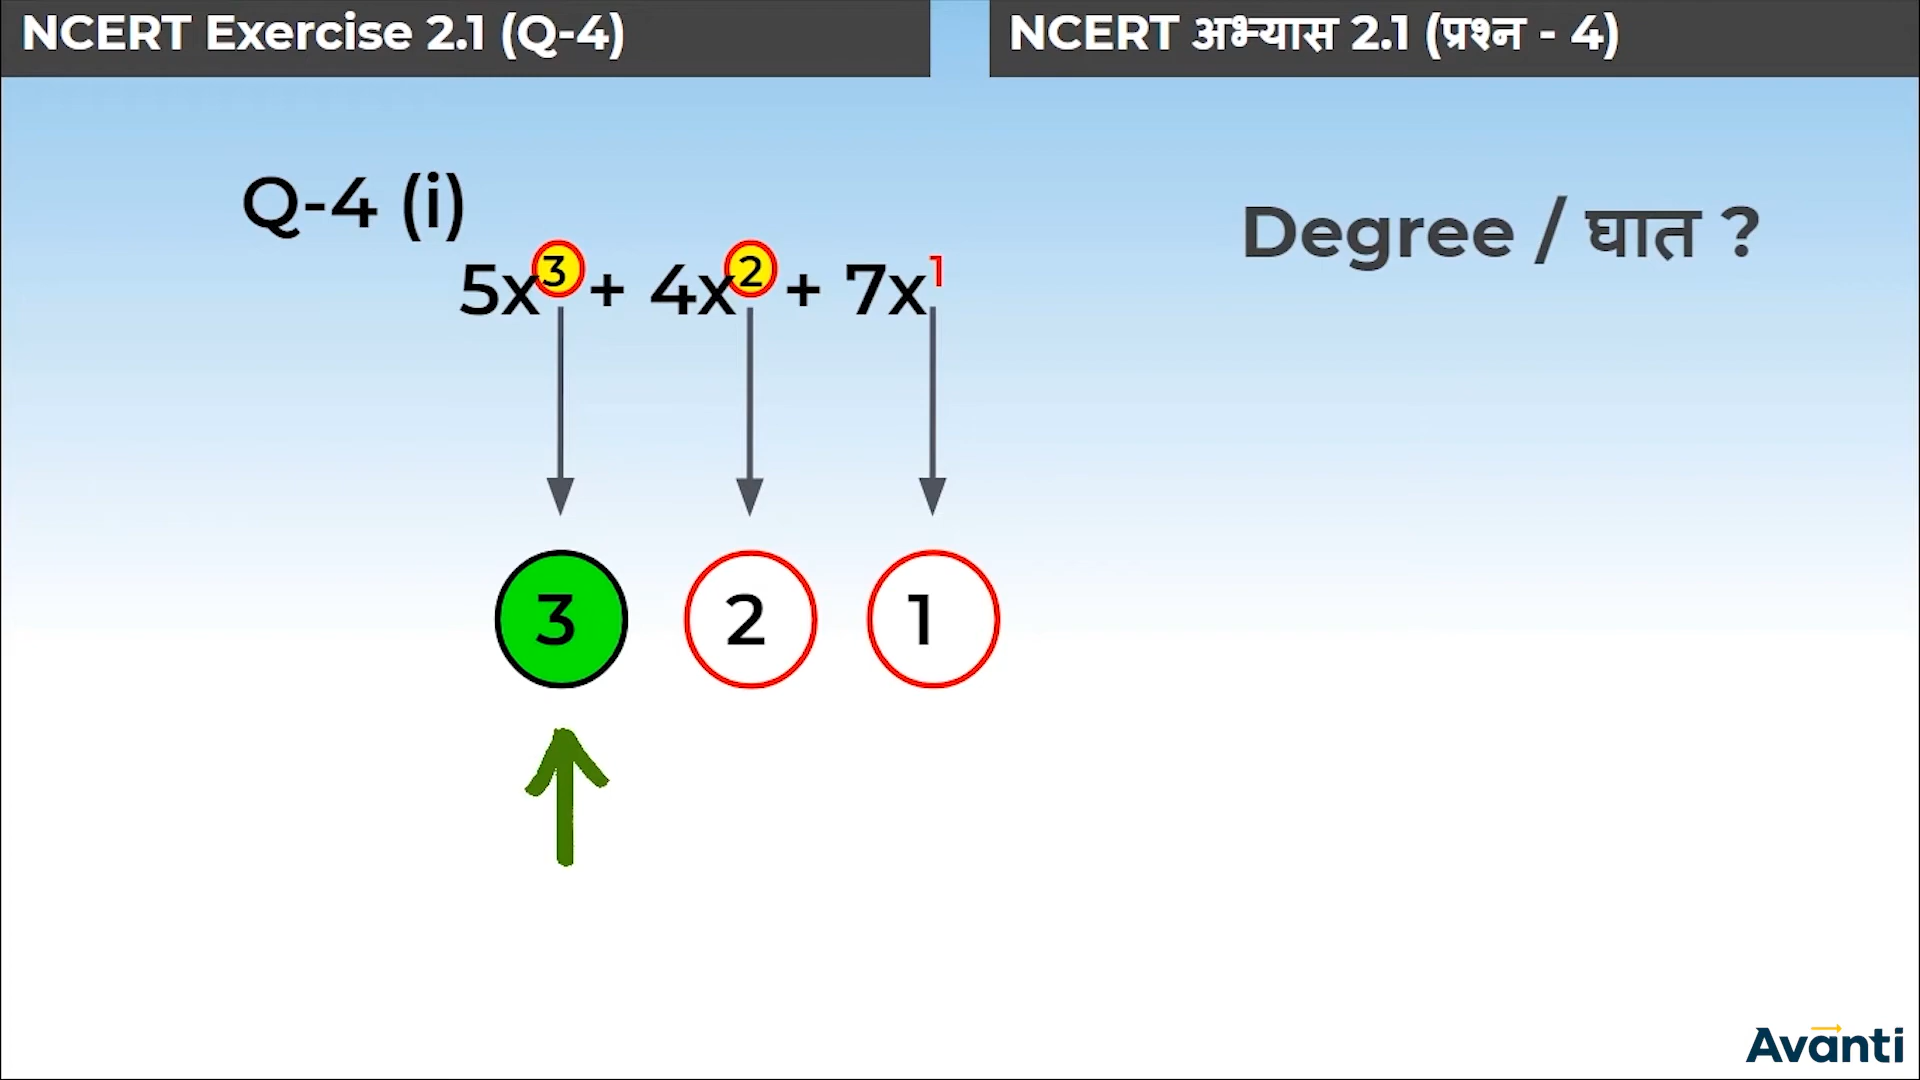 NCERT Exercise 2.1 (Q-4)
NCERT अभ्यास 2.1 (प्रश्न - 4)
Q-4 (i)
Degree / घात ?
5x³ + 4x² + 7x¹
3 2 1
Avanti